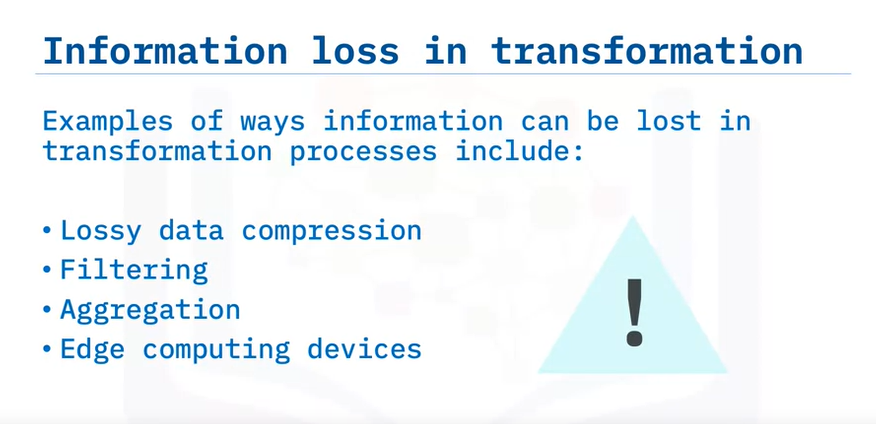 Information loss in transformation
Examples of ways information can be lost in
transformation processes include:
• Lossy data compression
• Filtering
• Aggregation
• Edge computing devices
!